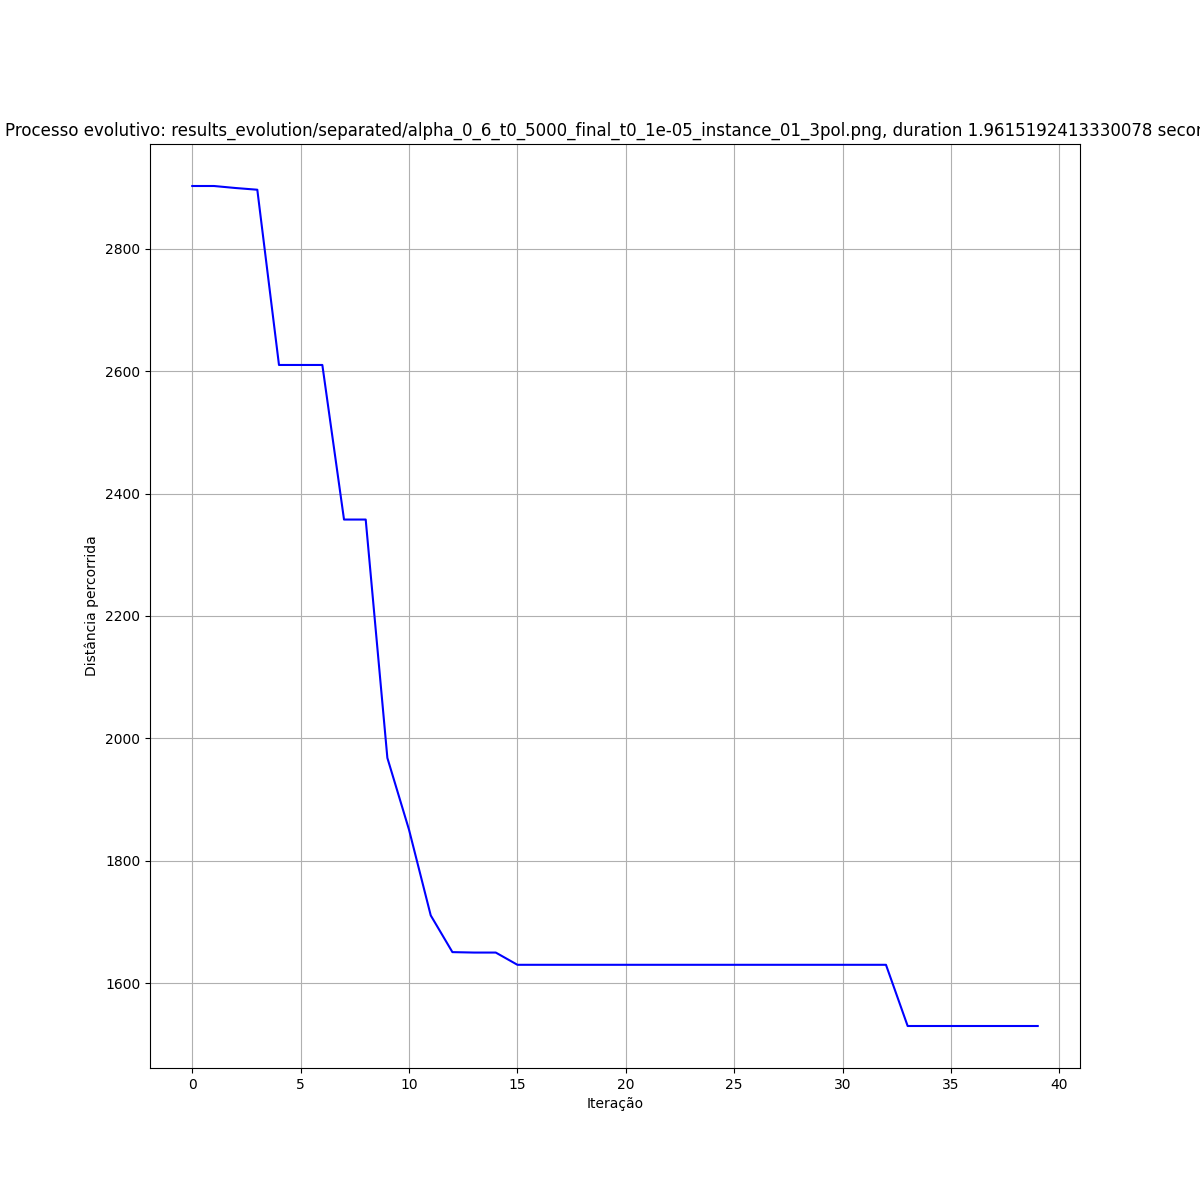 Processo evolutivo: results_evolution/separated/alpha_0_6_t0_5000_final_t0_1e-05_instance_01_3pol.png, duration 1.9615192413330078
2800
2600
2400
2200
2000
1800
1600
Distância percorrida
0 5 10 15 20 25 30 35 40
Iteração